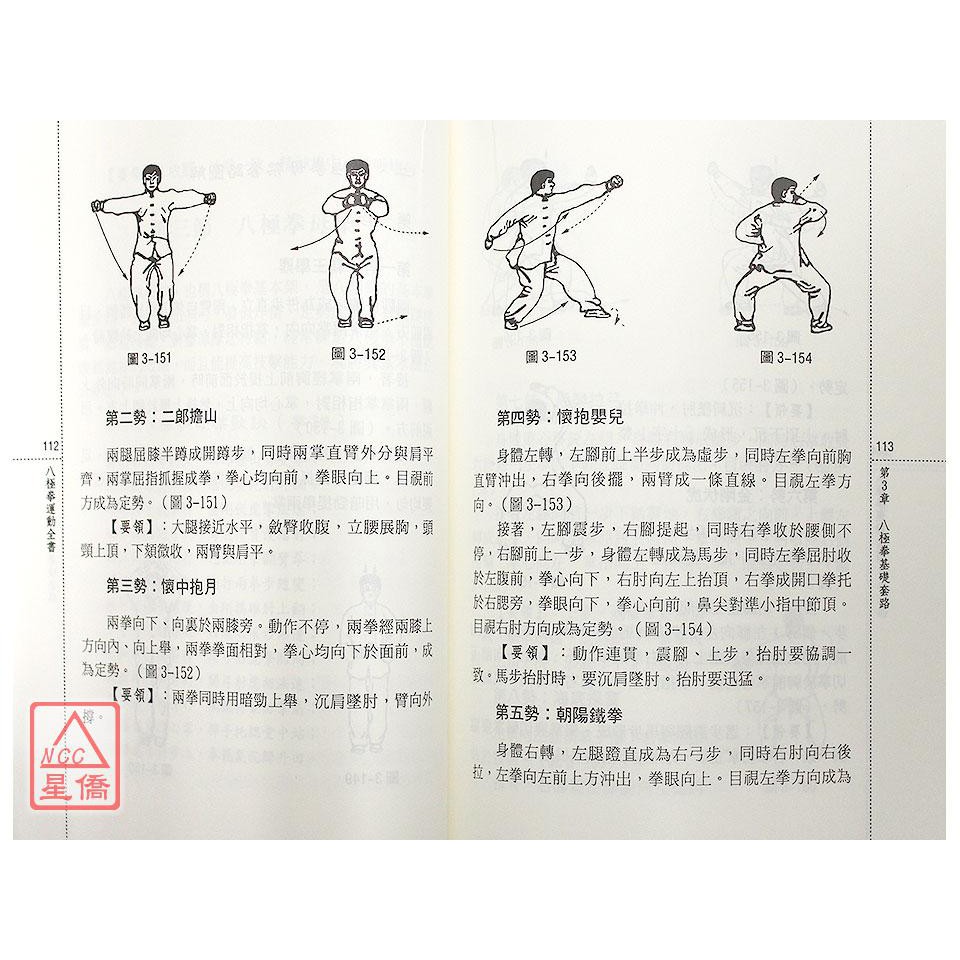 圖3-151
圖3-152
第二勢：二郎擔山
兩腿屈膝半蹲成開蹲步，同時兩掌直臂外分與肩平
齊，兩掌屈指抓握成拳，拳心均向前，拳眼向上。目視前
方成為定勢。（圖3-151）
【要領】：大腿接近水平，斂臀收腹，立腰展胸，頭
頸上頂，下頦微收，兩臂與肩平。
第三勢：懷中抱月
兩拳向下、向裏於兩膝旁。動作不停，兩拳經兩膝上
方向內、向上舉，兩拳拳面相對，拳心均向下於面前，成
為定勢。（圖3-152）
【要領】：兩拳同時用暗勁上舉，沉肩墜肘，臂向外
撐。
112
八極拳運動全書
NCC
星僑
圖3-153
圖3-154
第四勢：懷抱嬰兒
身體左轉，左腳前上半步成為虛步，同時左拳向前胸
直臂沖出，右拳向後擺，兩臂成一條直線。目視左拳方
向。（圖3-153）
接著，左腳震步，右腳提起，同時右拳收於腰側不
停，右腳前上一步，身體左轉成為馬步，同時左拳屈肘收
於左腹前，拳心向下，右肘向左上抬頂，右拳成開口拳托
於右腮旁，拳眼向下，拳心向前，鼻尖對準小指中節頂。
目視右肘方向成為定勢。（圖3-154）
【要領】：動作連貫，震腳、上步，抬肘要協調一
致。馬步抬肘時，要沉肩墜肘。抬肘要迅猛。
第五勢：朝陽鐵拳
身體右轉，左腿蹬直成為右弓步，同時右肘向右後
拉，左拳向左前上方沖出，拳眼向上。目視左拳方向成為
113
第3章 八極拳基礎套路